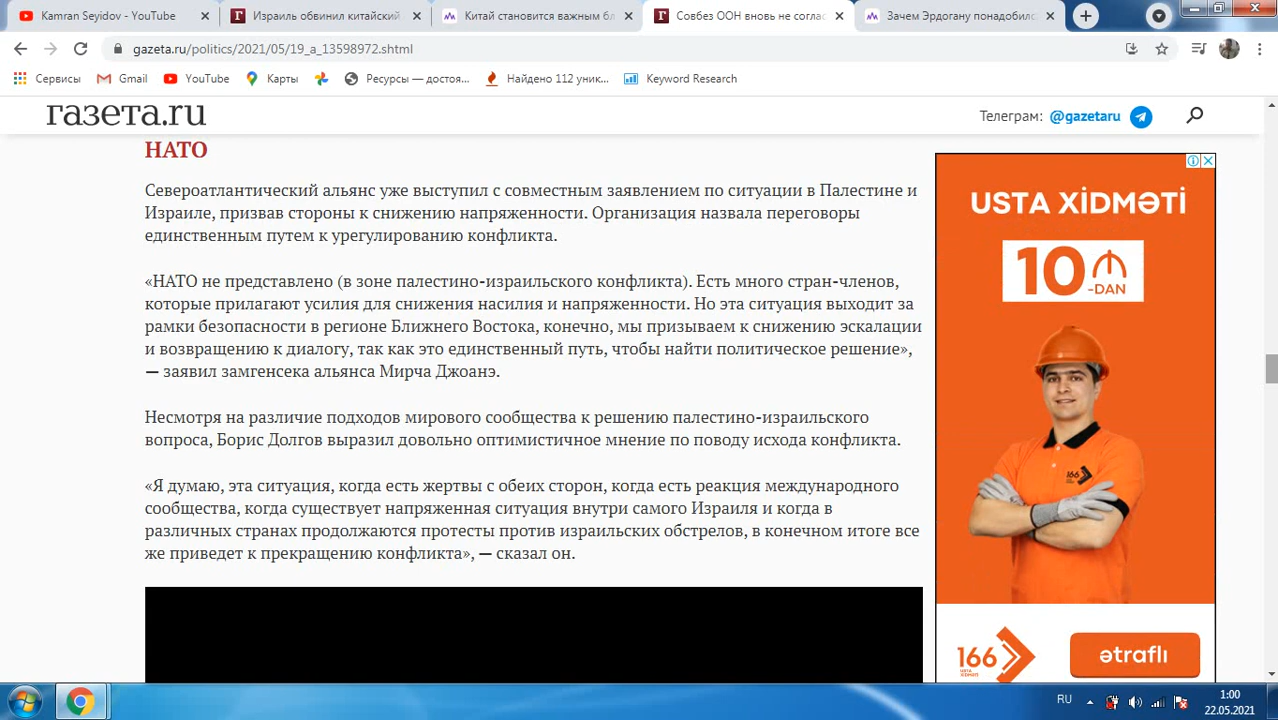 Kamran Seyidov - YouTube
Израиль обвинил китайский
Китай становится важным бл
Совбез ООН вновь не соглас
Зачем Эрдогану понадобилс
gazeta.ru/politics/2021/05/19_a_13598972.shtml
Сервисы
Gmail
YouTube
Карты
Ресурсы — достоя...
Найдено 112 уник...
Keyword Research
газета.ru
Телеграм: @gazetaru
НАТО
Североатлантический альянс уже выступил с совместным заявлением по ситуации в Палестине и
Израиле, призвав стороны к снижению напряженности. Организация назвала переговоры
единственным путем к урегулированию конфликта.
«НАТО не представлено (в зоне палестино-израильского конфликта). Есть много стран-членов,
которые прилагают усилия для снижения насилия и напряженности. Но эта ситуация выходит за
рамки безопасности в регионе Ближнего Востока, конечно, мы призываем к снижению эскалации
и возвращению к диалогу, так как это единственный путь, чтобы найти политическое решение»,
— заявил замгенсека альянса Мирча Джоанэ.
Несмотря на различие подходов мирового сообщества к решению палестино-израильского
вопроса, Борис Долгов выразил довольно оптимистичное мнение по поводу исхода конфликта.
«Я думаю, эта ситуация, когда есть жертвы с обеих сторон, когда есть реакция международного
сообщества, когда существует напряженная ситуация внутри самого Израиля и когда в
различных странах продолжаются протесты против израильских обстрелов, в конечном итоге все
же приведет к прекращению конфликта», — сказал он.
USTA XİDMƏTİ
10 ₼
-DAN
166
166
USTA XİDMƏTİ
ətraflı
RU
1:00
22.05.2021